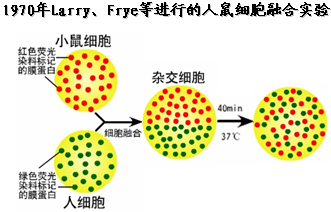 1970年Larry、Frye等进行的人鼠细胞融合实验
小鼠细胞
红色荧光
染料标记
的膜蛋白
杂交细胞
40min
37℃
细胞融合
绿色荧光
染料标记
的膜蛋白
人细胞